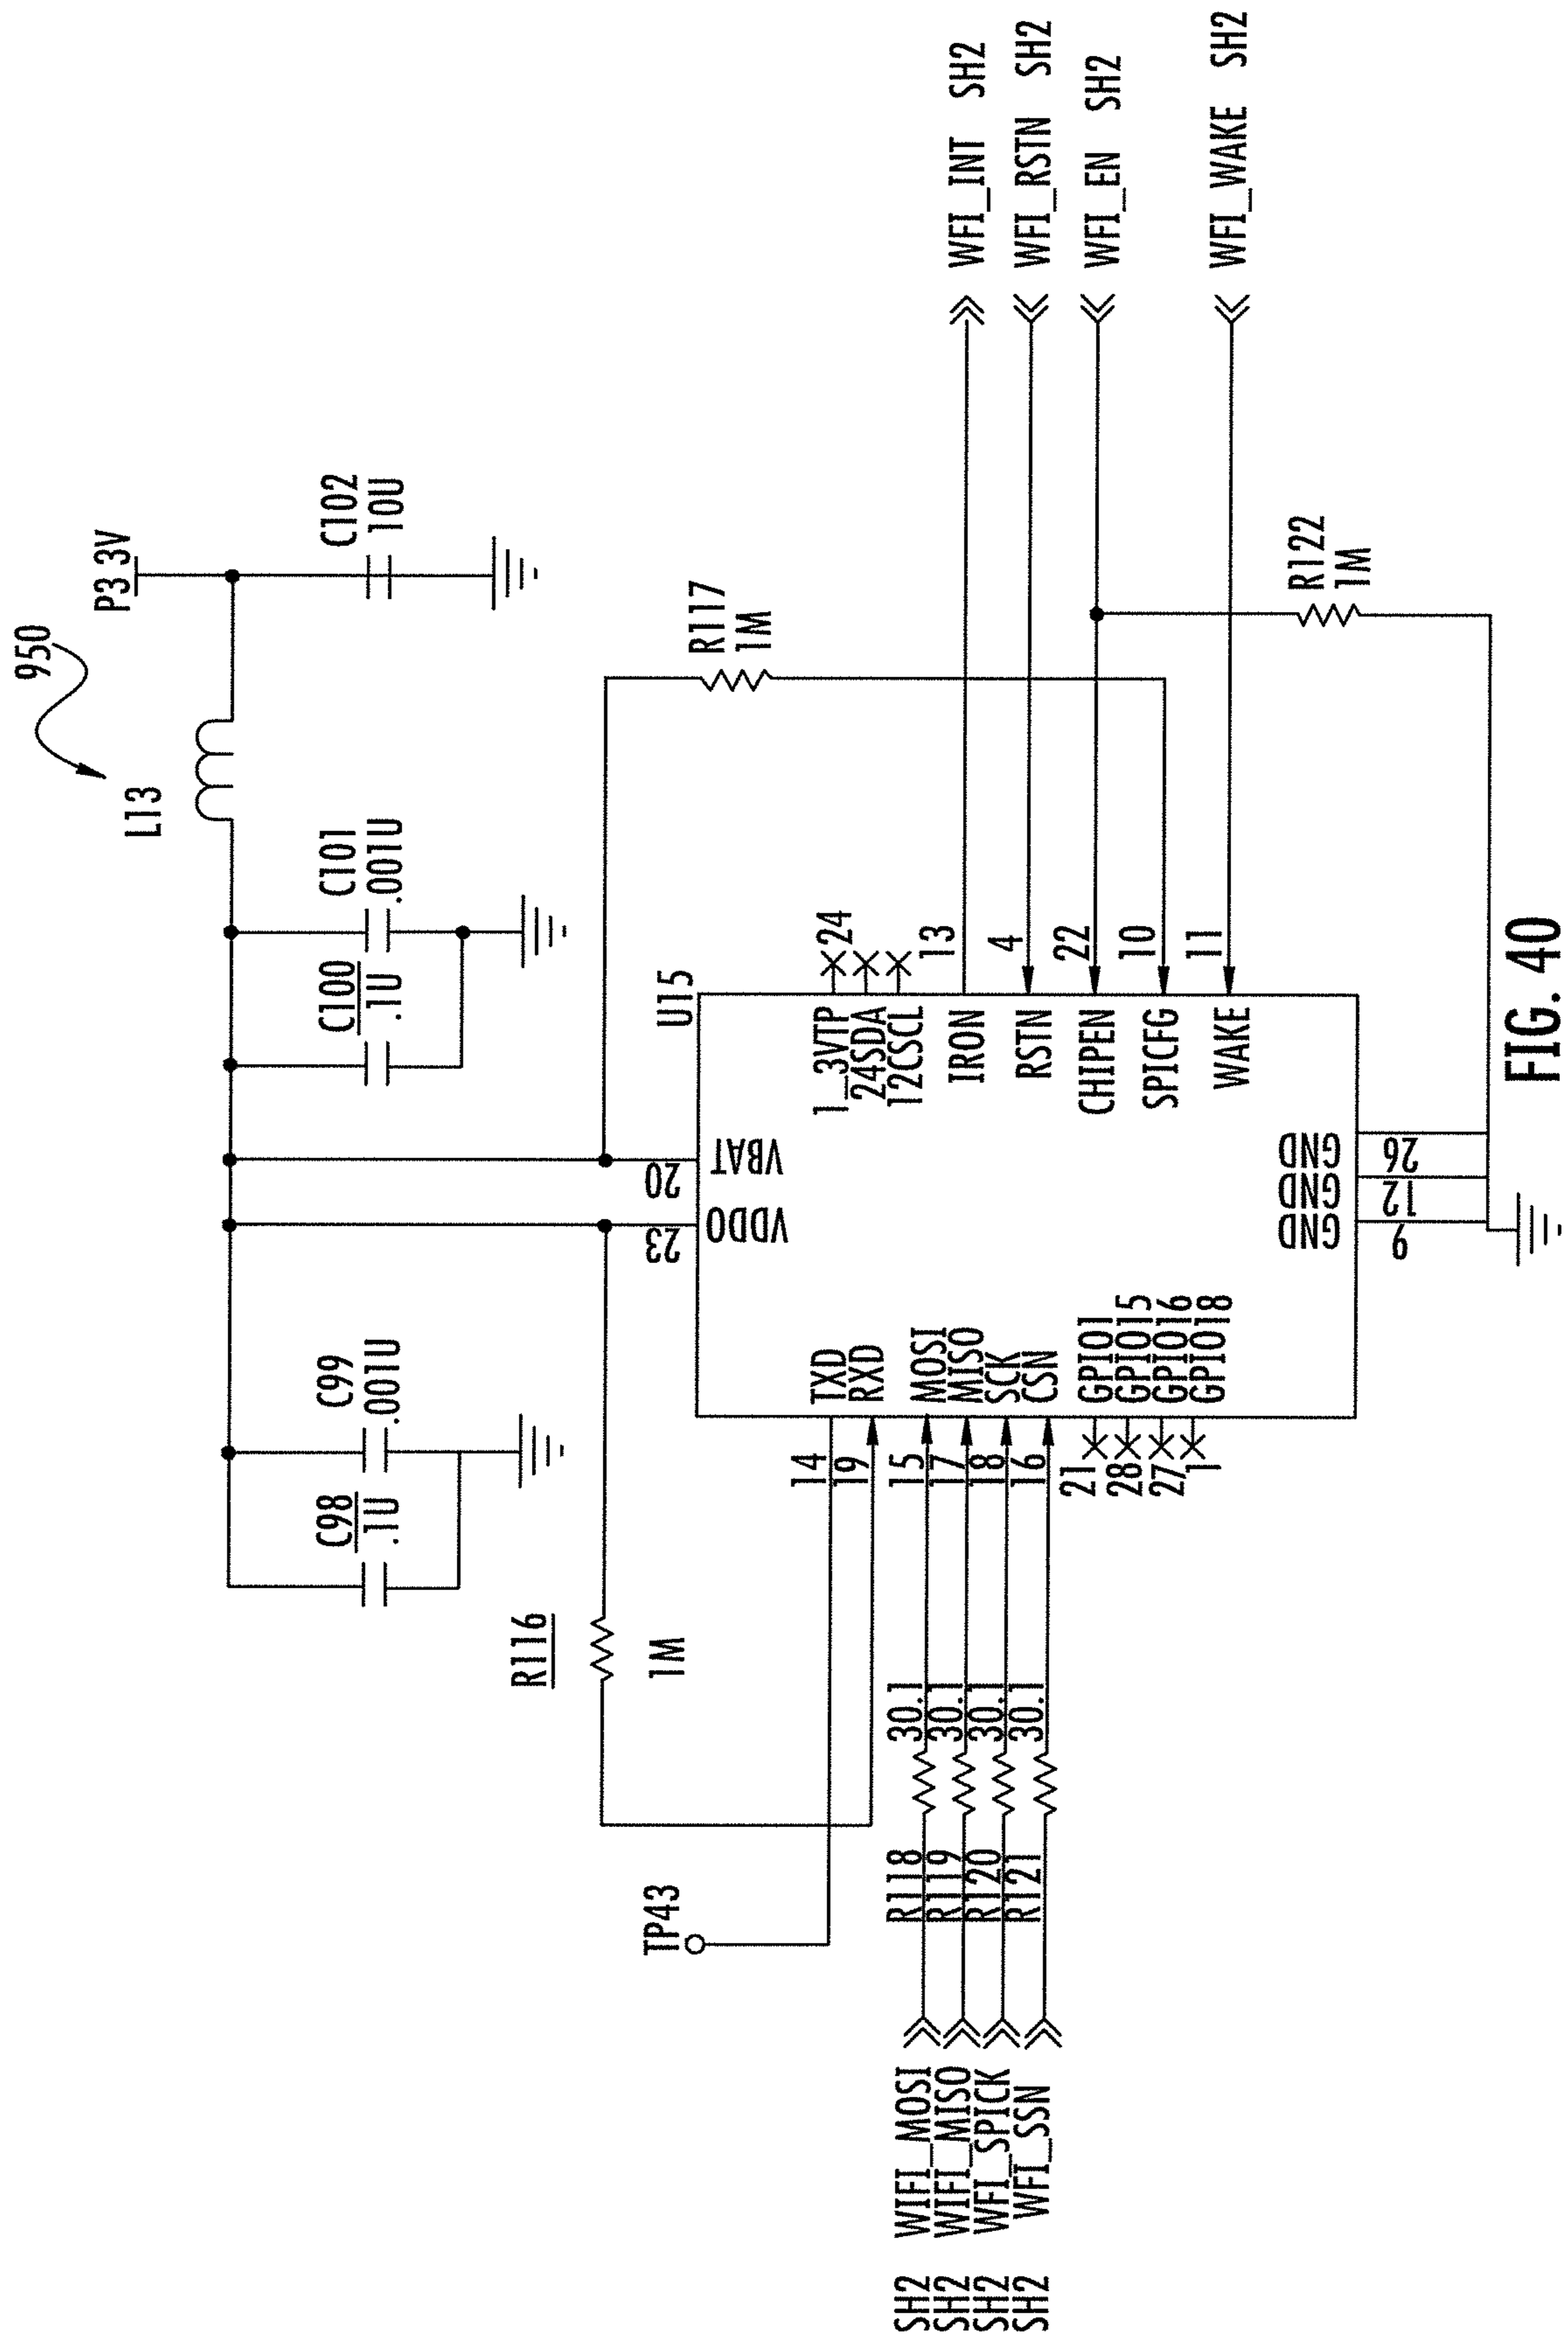 950
P3 3V
L13
C102
10U
C101
.001U
C100
.1U
C99
.001U
C98
.1U
R116
1M
R117
1M
TP43
U15
20
VBAT
23
VDDO
14
TXD
19
RXD
15
MOSI
17
MISO
18
SCK
16
CSN
21
GPIO1
28
GPIO15
27
GPIO16
1
GPIO18
1_3VTP
24
24SDA
12CSCL
IRON
13
RSTN
4
CHIPEN
22
SPICFG
10
WAKE
11
GND
9
GND
12
GND
26
SH2 WIFI_MOSI
R118
30.1
SH2 WIFI_MISO
R119
30.1
SH2 WFI_SPICK
R120
30.1
SH2 WFI_SSN
R121
30.1
WFI_INT SH2
WFI_RSTN SH2
WFI_EN SH2
WFI_WAKE SH2
R122
1M
FIG. 40